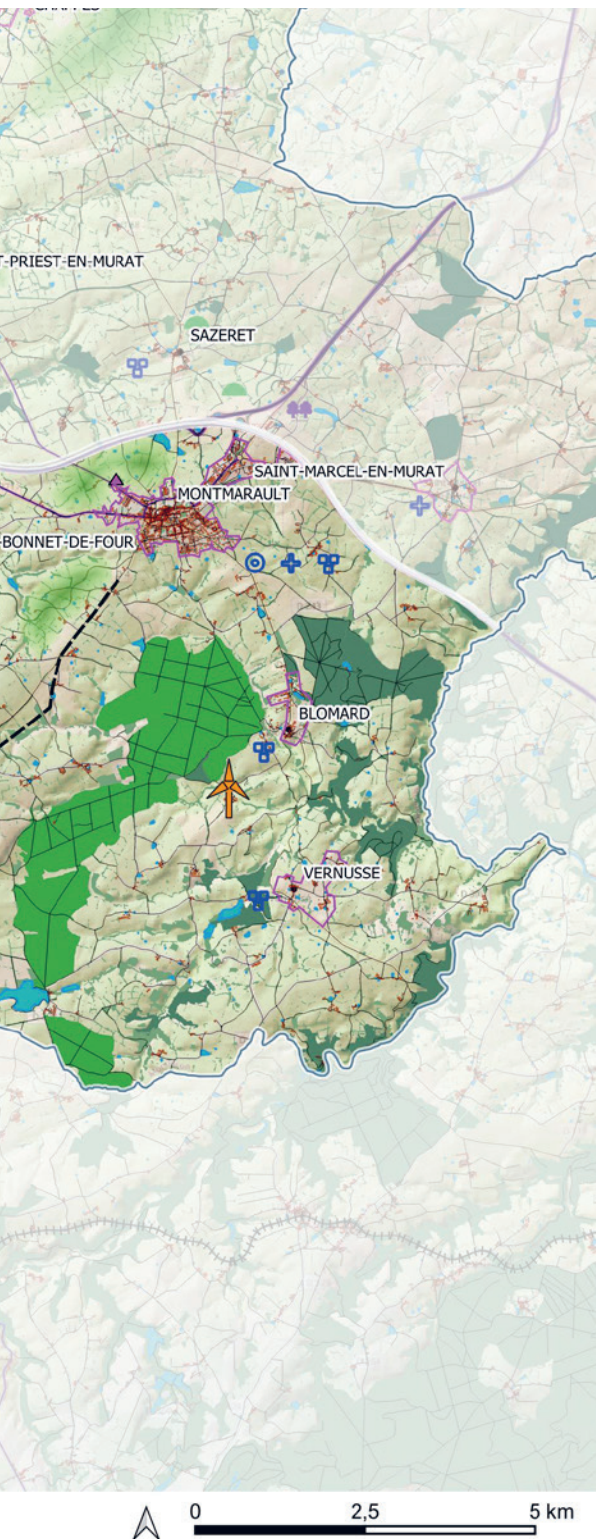 T-PRIEST-EN-MURAT
SAZERET
SAINT-MARCEL-EN-MURAT
MONTMARAULT
BONNET-DE-FOUR
BLOMARD
VERNUSSE
0 2,5 5 km